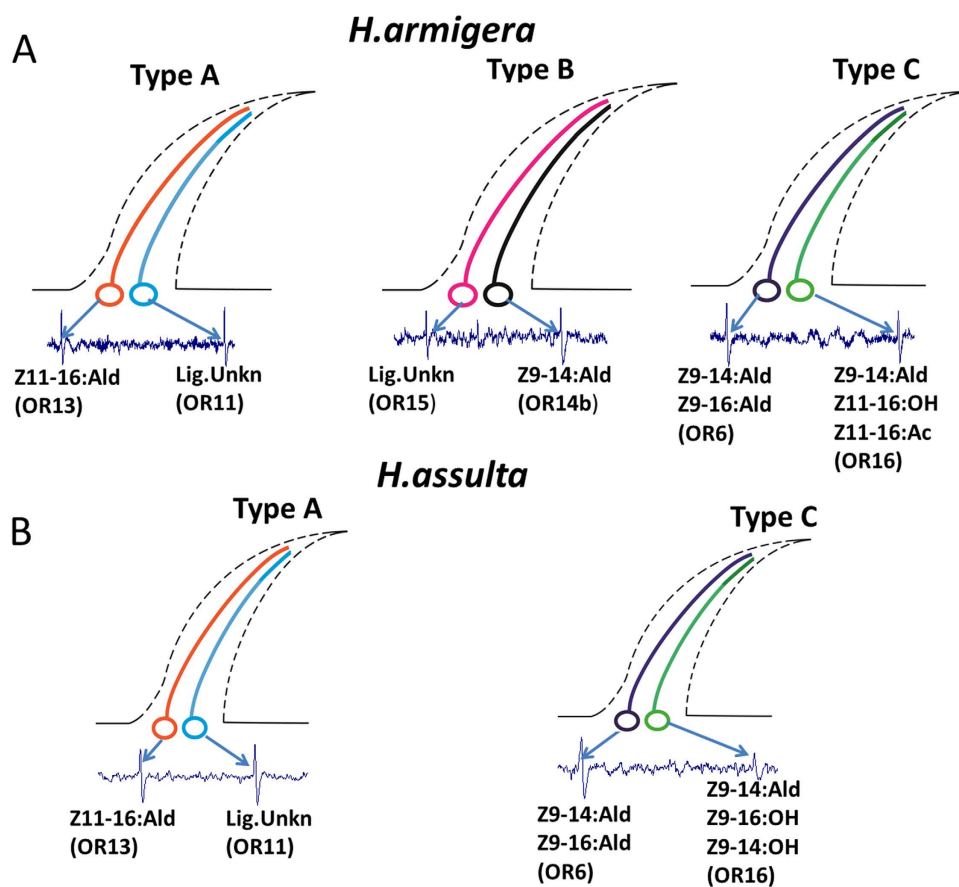 A
H.armigera
Type A
Type B
Type C
Z11-16:Ald
(OR13)
Lig.Unkn
(OR11)
Lig.Unkn
(OR15)
Z9-14:Ald
(OR14b)
Z9-14:Ald
Z9-16:Ald
(OR6)
Z9-14:Ald
Z11-16:OH
Z11-16:Ac
(OR16)
H.assulta
B
Type A
Type C
Z11-16:Ald
(OR13)
Lig.Unkn
(OR11)
Z9-14:Ald
Z9-16:Ald
(OR6)
Z9-14:Ald
Z9-16:OH
Z9-14:OH
(OR16)